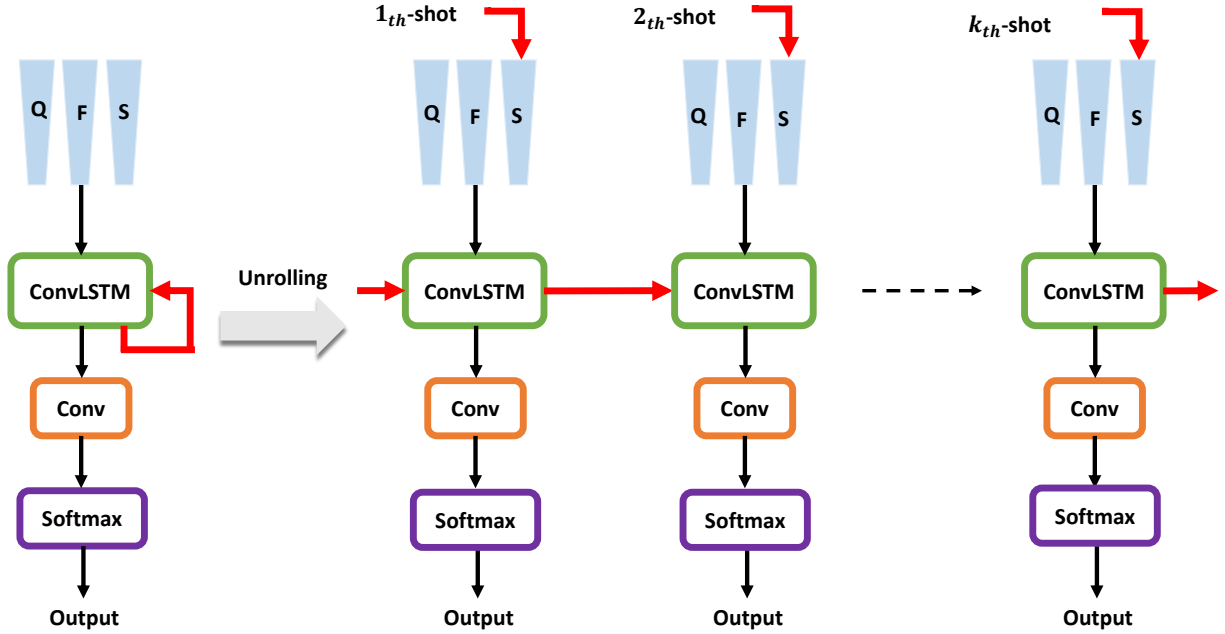 1th-shot
2th-shot
kth-shot
Q F S
Q F S
Q F S
Q F S
Unrolling
ConvLSTM
ConvLSTM
ConvLSTM
ConvLSTM
Conv
Conv
Conv
Conv
Softmax
Softmax
Softmax
Softmax
Output
Output
Output
Output